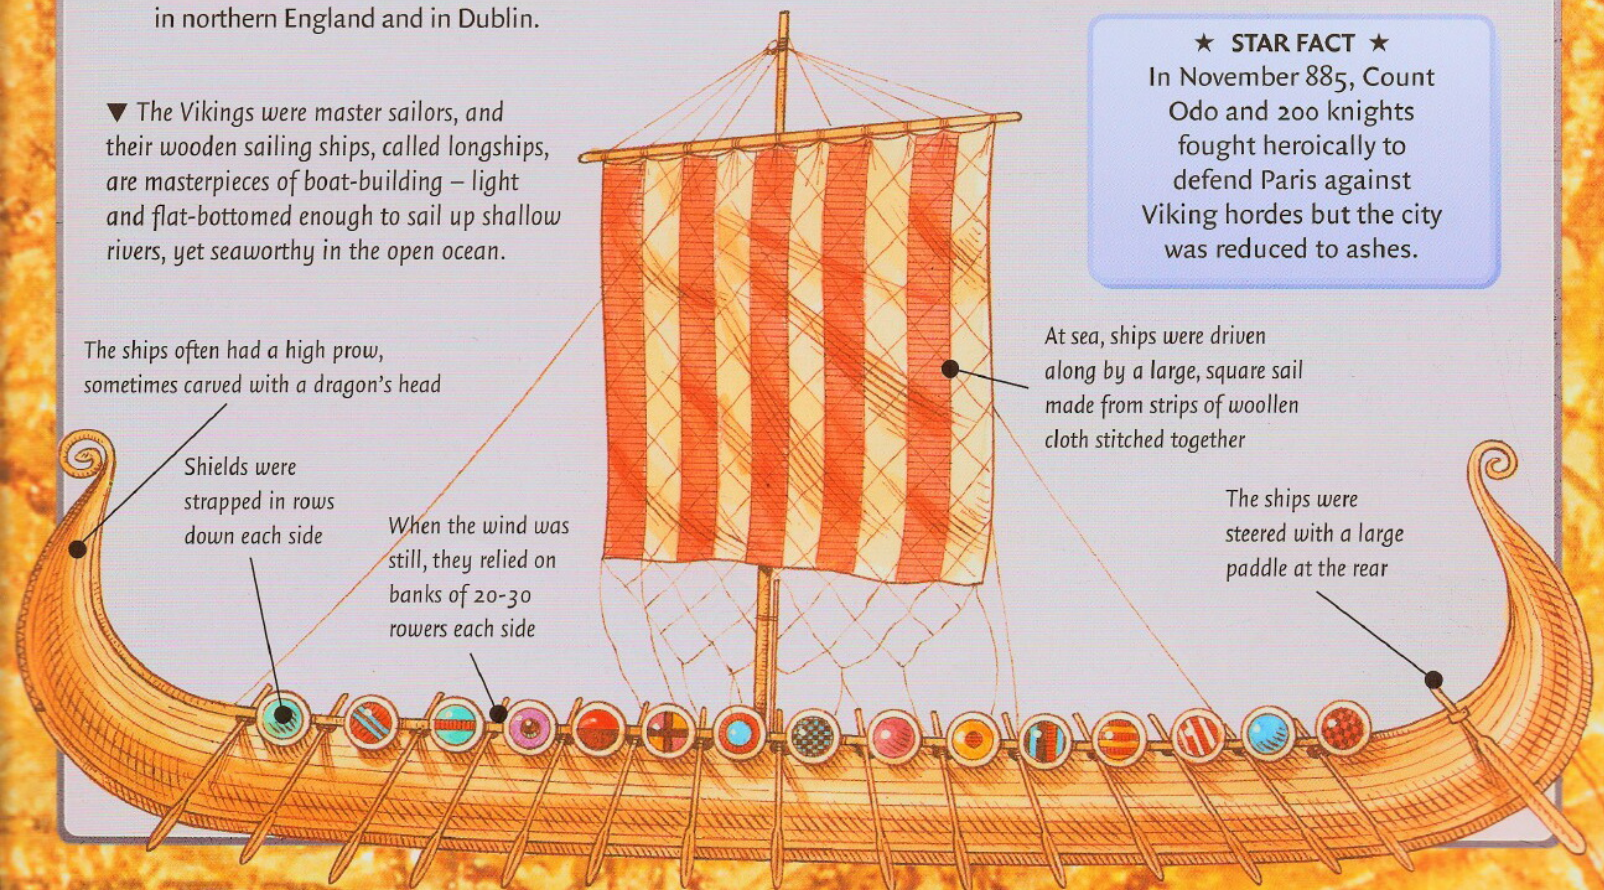 in northern England and in Dublin.
▼ The Vikings were master sailors, and
their wooden sailing ships, called longships,
are masterpieces of boat-building – light
and flat-bottomed enough to sail up shallow
rivers, yet seaworthy in the open ocean.
★ STAR FACT ★
In November 885, Count
Odo and 200 knights
fought heroically to
defend Paris against
Viking hordes but the city
was reduced to ashes.
The ships often had a high prow,
sometimes carved with a dragon's head
Shields were
strapped in rows
down each side
When the wind was
still, they relied on
banks of 20-30
rowers each side
At sea, ships were driven
along by a large, square sail
made from strips of woollen
cloth stitched together
The ships were
steered with a large
paddle at the rear